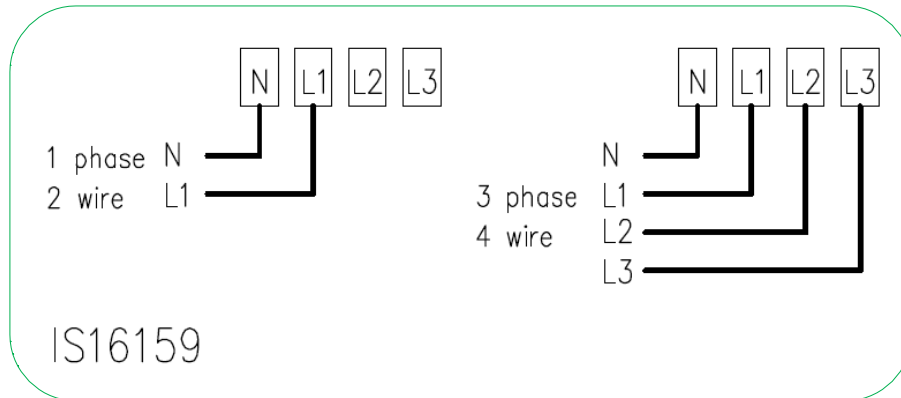 N L1 L2 L3
1 phase N
2 wire L1
N L1 L2 L3
N
3 phase L1
4 wire L2
L3
IS16159